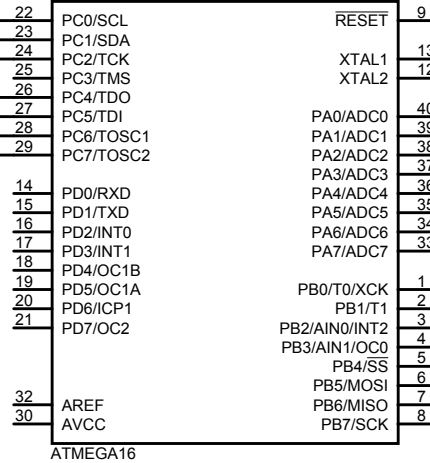 22 PC0/SCL RESET 9
23 PC1/SDA
24 PC2/TCK XTAL1 13
25 PC3/TMS XTAL2 12
26 PC4/TDO
27 PC5/TDI PA0/ADC0 40
28 PC6/TOSC1 PA1/ADC1 39
29 PC7/TOSC2 PA2/ADC2 38
PA3/ADC3 37
14 PD0/RXD PA4/ADC4 36
15 PD1/TXD PA5/ADC5 35
16 PD2/INT0 PA6/ADC6 34
17 PD3/INT1 PA7/ADC7 33
18 PD4/OC1B
19 PD5/OC1A PB0/T0/XCK 1
20 PD6/ICP1 PB1/T1 2
21 PD7/OC2 PB2/AIN0/INT2 3
PB3/AIN1/OC0 4
PB4/SS 5
PB5/MOSI 6
32 AREF PB6/MISO 7
30 AVCC PB7/SCK 8
ATMEGA16